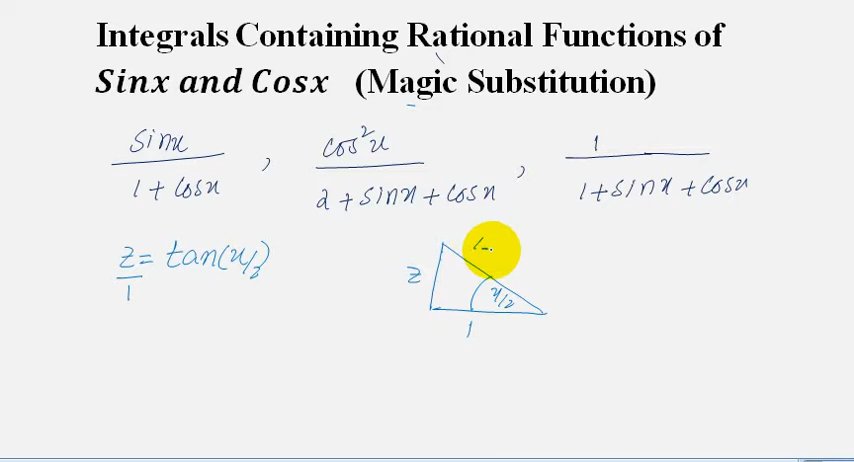 Integrals Containing Rational Functions of
Sinx and Cosx (Magic Substitution)
sinx / 1 + cosx , cos²x / 2 + sinx + cosx , 1 / 1 + sinx + cosx
z/1 = tan(x/2)
z
x/2
1